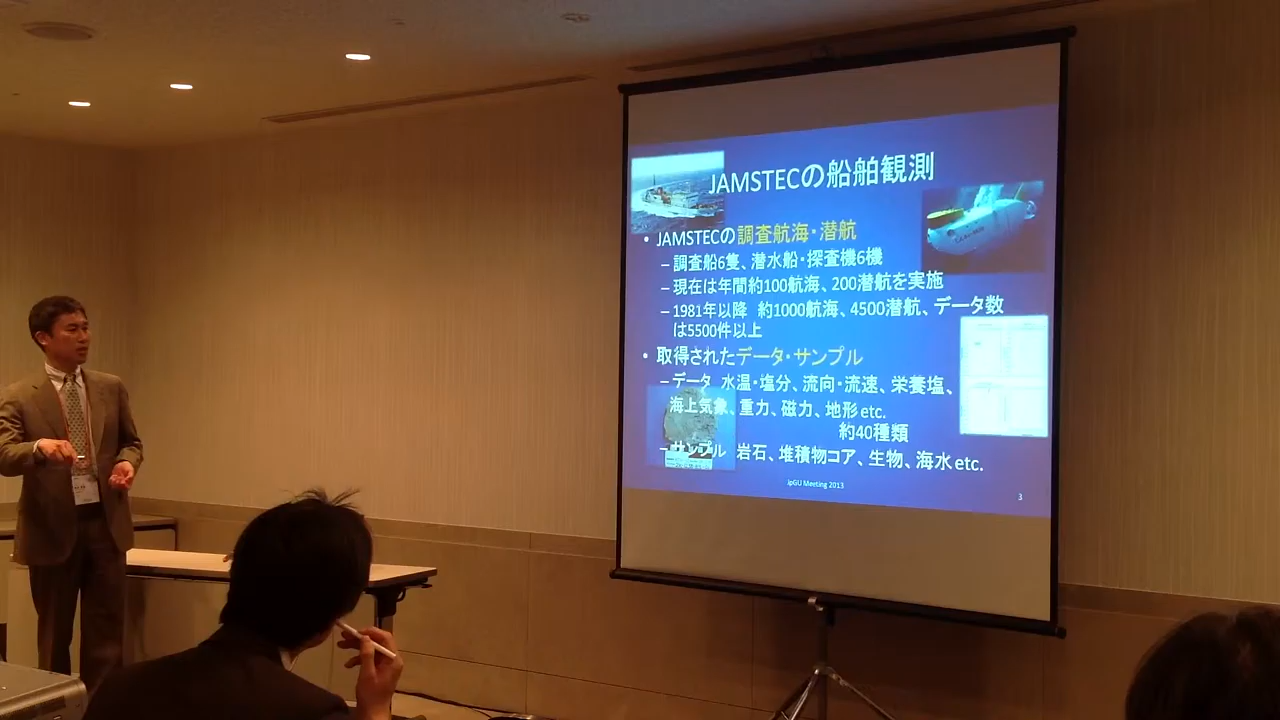 JAMSTECの船舶観測
• JAMSTECの調査航海・潜航
– 調査船6隻、潜水船・探査機6機
– 現在は年間約100航海、200潜航を実施
– 1981年以降 約1000航海、4500潜航、データ数
は5500件以上
• 取得されたデータ・サンプル
– データ 水温・塩分、流向・流速、栄養塩、
海上気象、重力、磁力、地形 etc.
約40種類
– サンプル 岩石、堆積物コア、生物、海水 etc.
JpGU Meeting 2013
3